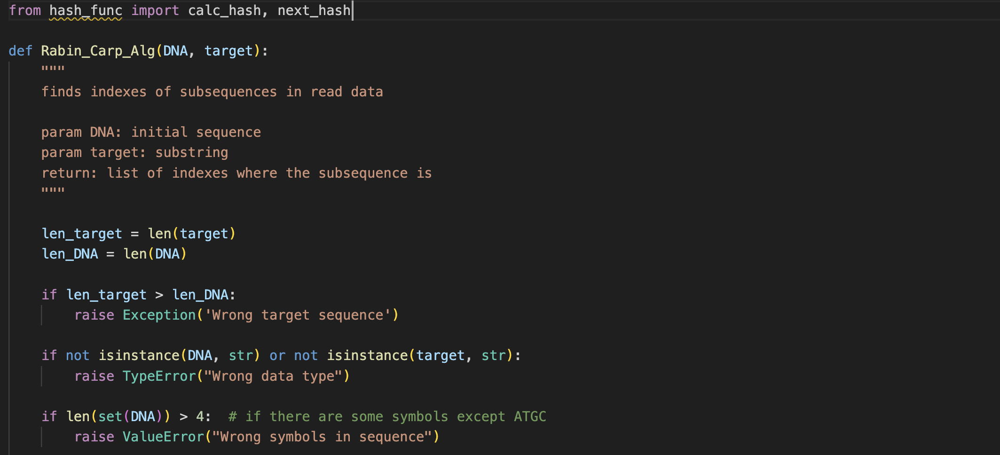 from hash_func import calc_hash, next_hash
def Rabin_Carp_Alg(DNA, target):
"""
finds indexes of subsequences in read data
param DNA: initial sequence
param target: substring
return: list of indexes where the subsequence is
"""
len_target = len(target)
len_DNA = len(DNA)
if len_target > len_DNA:
raise Exception('Wrong target sequence')
if not isinstance(DNA, str) or not isinstance(target, str):
raise TypeError("Wrong data type")
if len(set(DNA)) > 4:  # if there are some symbols except ATGC
raise ValueError("Wrong symbols in sequence")